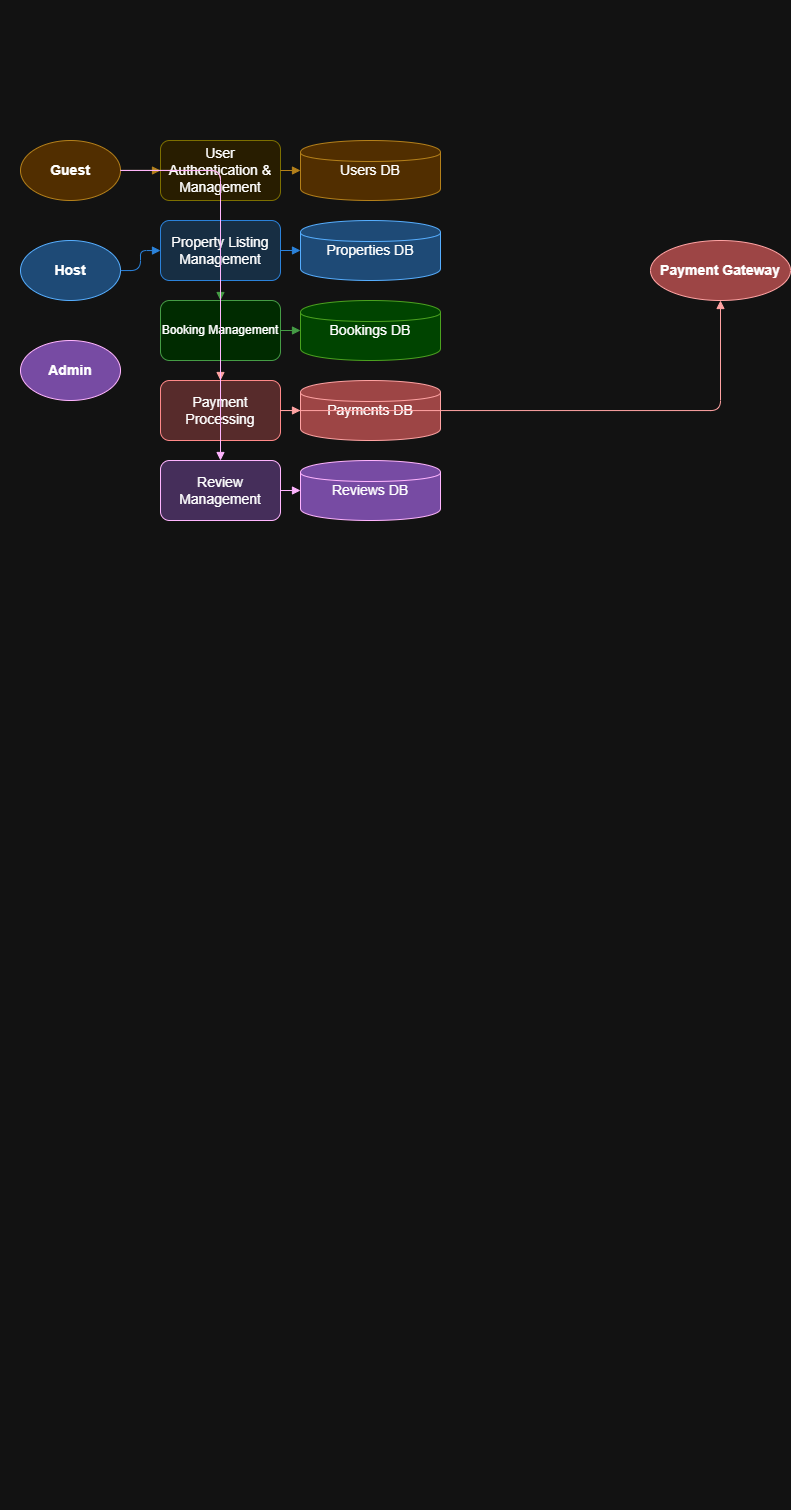 Guest
User
Authentication &
Management
Users DB
Property Listing
Management
Properties DB
Host
Payment Gateway
Booking Management
Bookings DB
Admin
Payment
Processing
Payments DB
Review
Management
Reviews DB